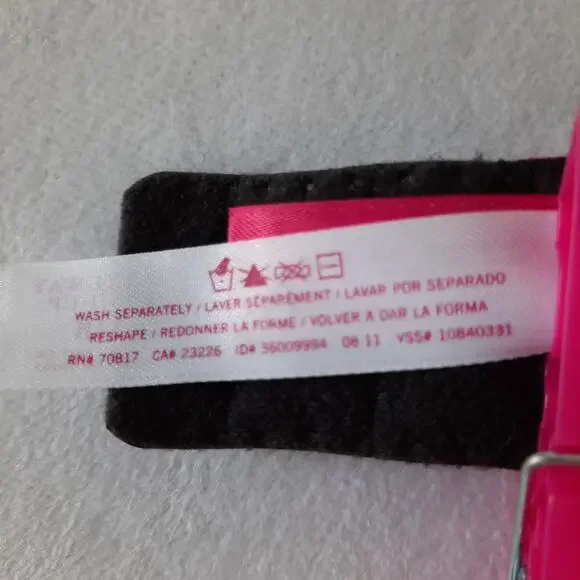 WASH SEPARATELY / LAVER SÉPARÉMENT / LAVAR POR SEPARADO
RESHAPE / REDONNER LA FORME / VOLVER A DAR LA FORMA
RN# 70817 CA# 23226 ID# 36009994 08 11 VSS# 10840331